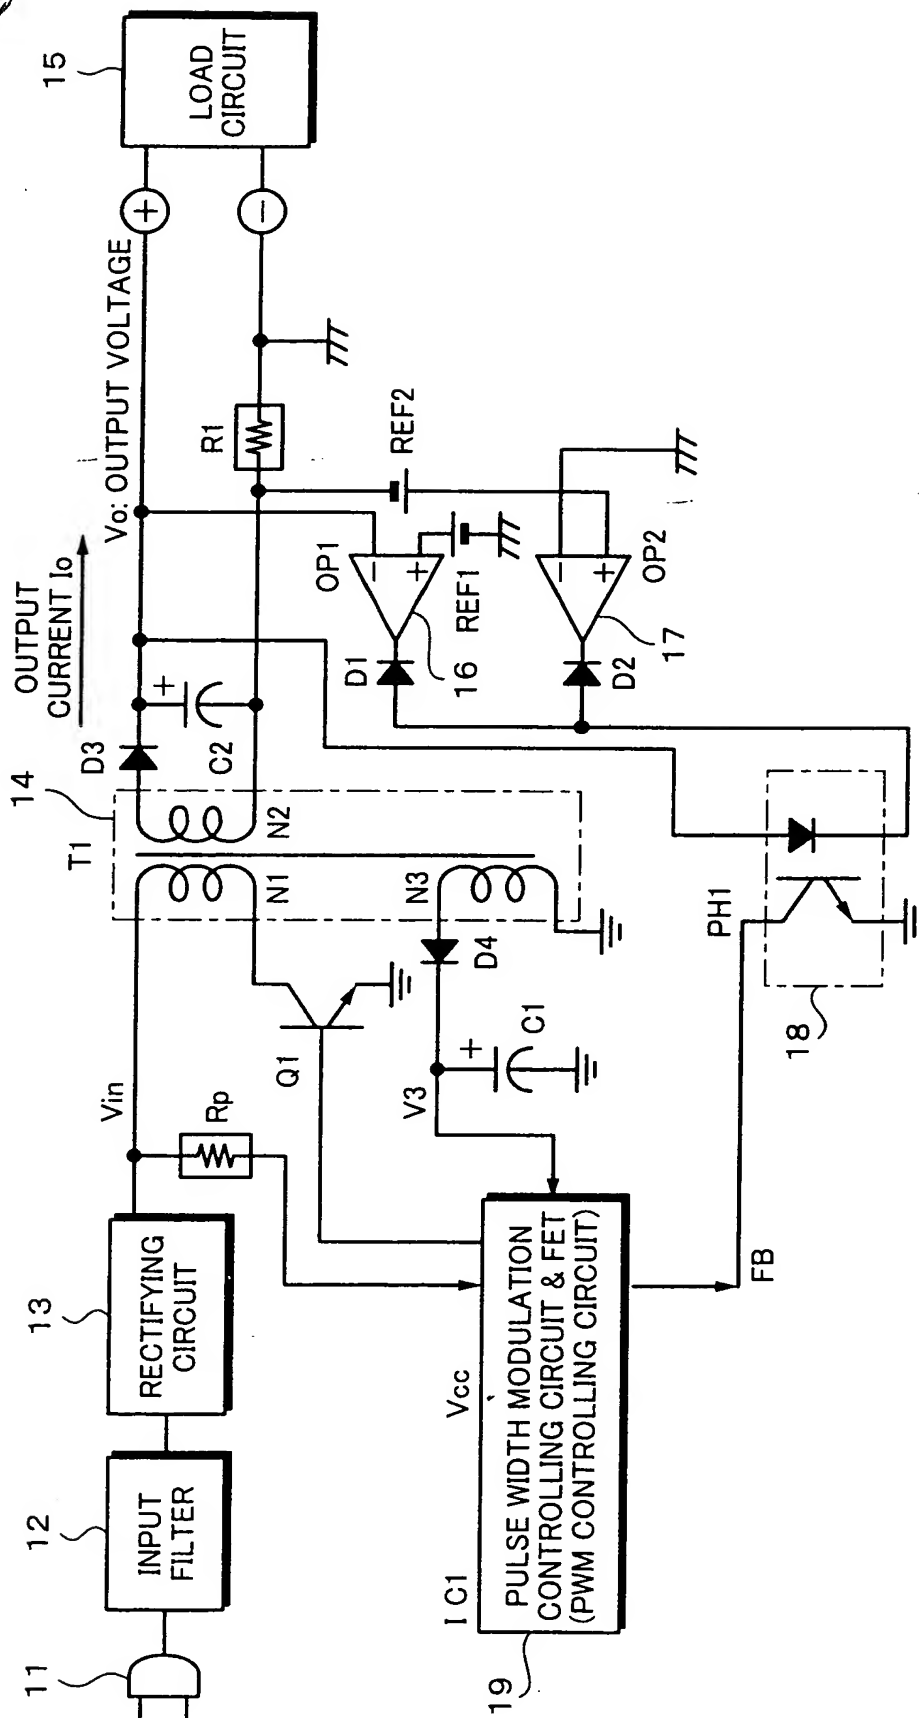 11
12
INPUT
FILTER
13
RECTIFYING
CIRCUIT
Vin
Rp
Q1
T1
14
N1
N2
N3
D3
C2
+
OUTPUT
CURRENT Io
Vo: OUTPUT VOLTAGE
R1
+
−
15
LOAD
CIRCUIT
D4
V3
+
C1
OP1
−
+
REF1
16
D1
REF2
OP2
−
+
17
D2
PH1
18
FB
IC1
Vcc
19
PULSE WIDTH MODULATION
CONTROLLING CIRCUIT & FET
(PWM CONTROLLING CIRCUIT)